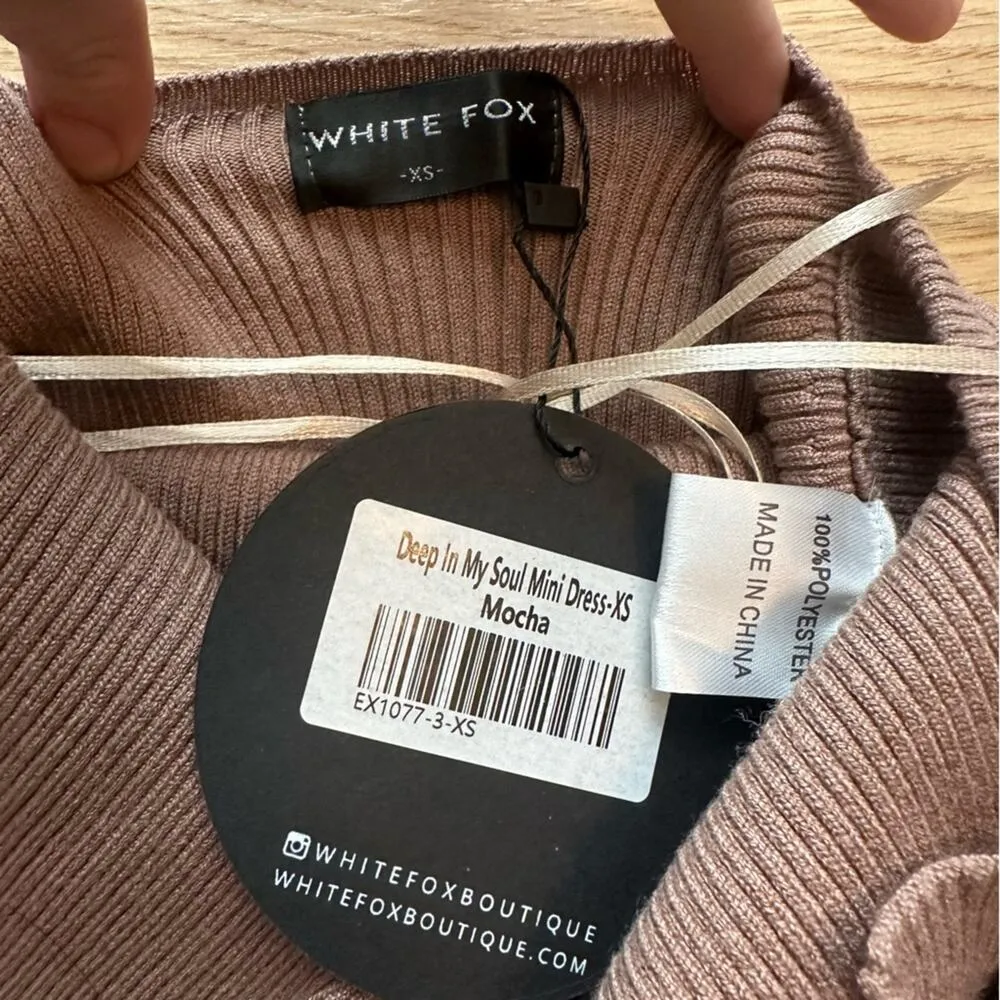 WHITE FOX
-XS-
Deep In My Soul Mini Dress-XS
Mocha
EX1077-3-XS
WHITEFOXBOUTIQUE
WHITEFOXBOUTIQUE.COM
100%POLYESTER
MADE IN CHINA